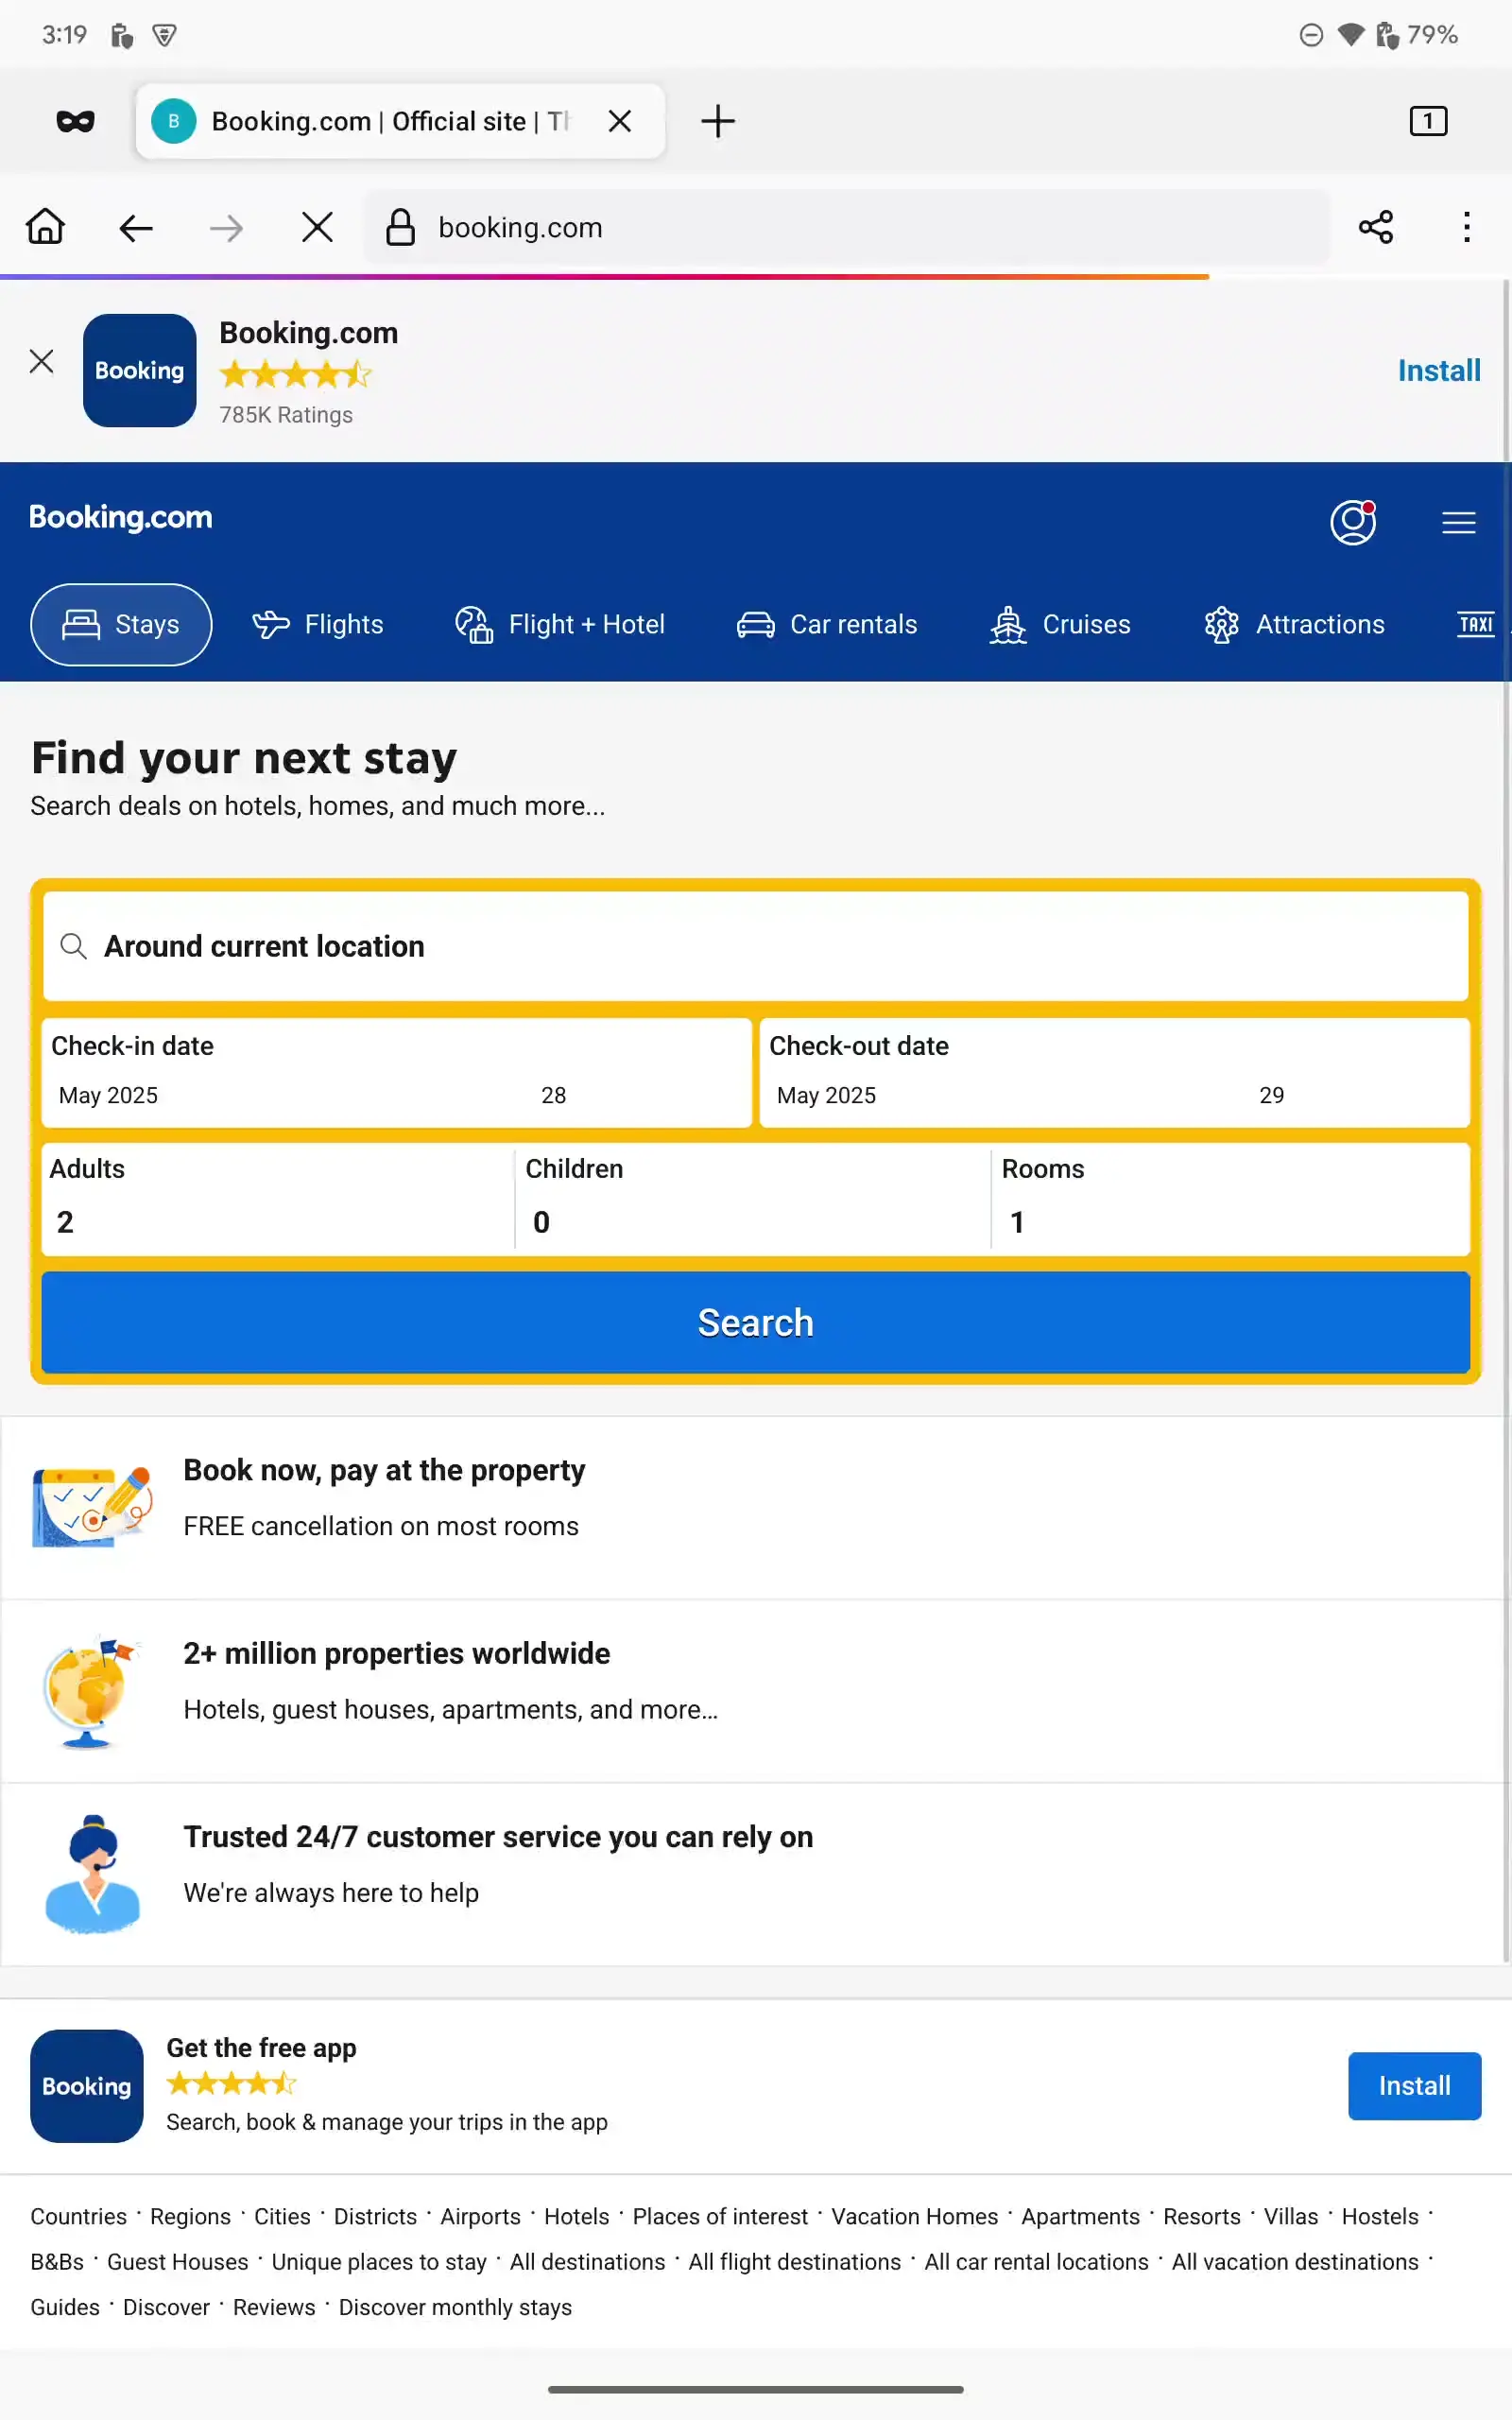 3:19
79%
B Booking.com | Official site | Th
1
booking.com
Booking
Booking.com
785K Ratings
Install
Booking.com
Stays
Flights
Flight + Hotel
Car rentals
Cruises
Attractions
TAXI
Find your next stay
Search deals on hotels, homes, and much more...
Around current location
Check-in date
May 2025 28
Check-out date
May 2025 29
Adults
2
Children
0
Rooms
1
Search
Book now, pay at the property
FREE cancellation on most rooms
2+ million properties worldwide
Hotels, guest houses, apartments, and more…
Trusted 24/7 customer service you can rely on
We're always here to help
Booking
Get the free app
Search, book & manage your trips in the app
Install
Countries · Regions · Cities · Districts · Airports · Hotels · Places of interest · Vacation Homes · Apartments · Resorts · Villas · Hostels ·
B&Bs · Guest Houses · Unique places to stay · All destinations · All flight destinations · All car rental locations · All vacation destinations ·
Guides · Discover · Reviews · Discover monthly stays